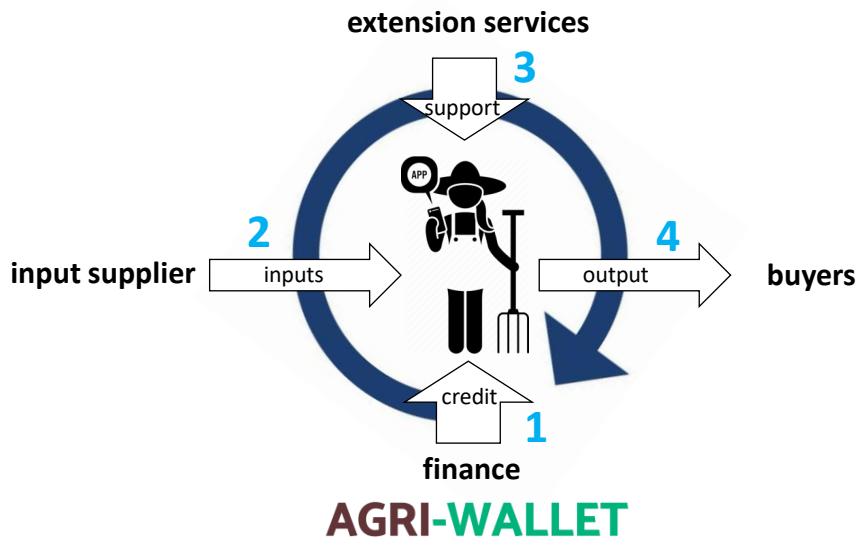 extension services
3
support
APP
2
4
input supplier
inputs
output
buyers
credit
1
finance
AGRI-WALLET